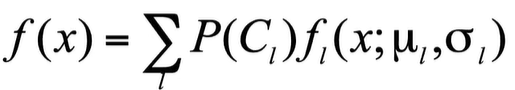 f(x) = ∑_l P(C_l) f_l(x; μ_l, σ_l)